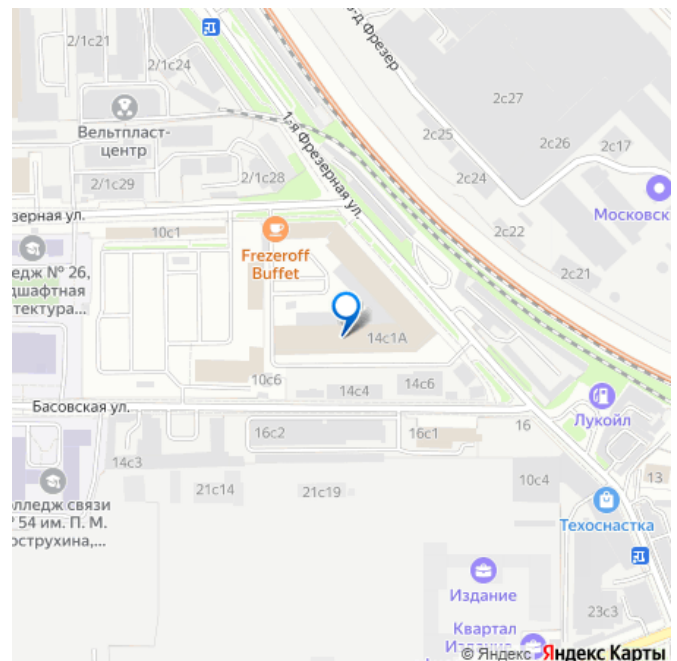 2/1с21
2/1с24
Вельтпласт-
центр
2/1с29
2/1с28
1-я Фрезерная ул.
-д Фрезер
2с27
2с25
2с26
2с17
2с24
Московск
2с22
2с21
зерная ул.
10с1
Frezeroff
Buffet
едж № 26,
дшафтная
тектура...
14с1А
10с6
14с4
14с6
Басовская ул.
Лукойл
16с2
16с1
16
14с3
21с14
21с19
10с4
13
Техоснастка
олледж связи
° 54 им. П. М.
острухина,...
Издание
23с3
Квартал
Издание
© Яндекс Яндекс Карты